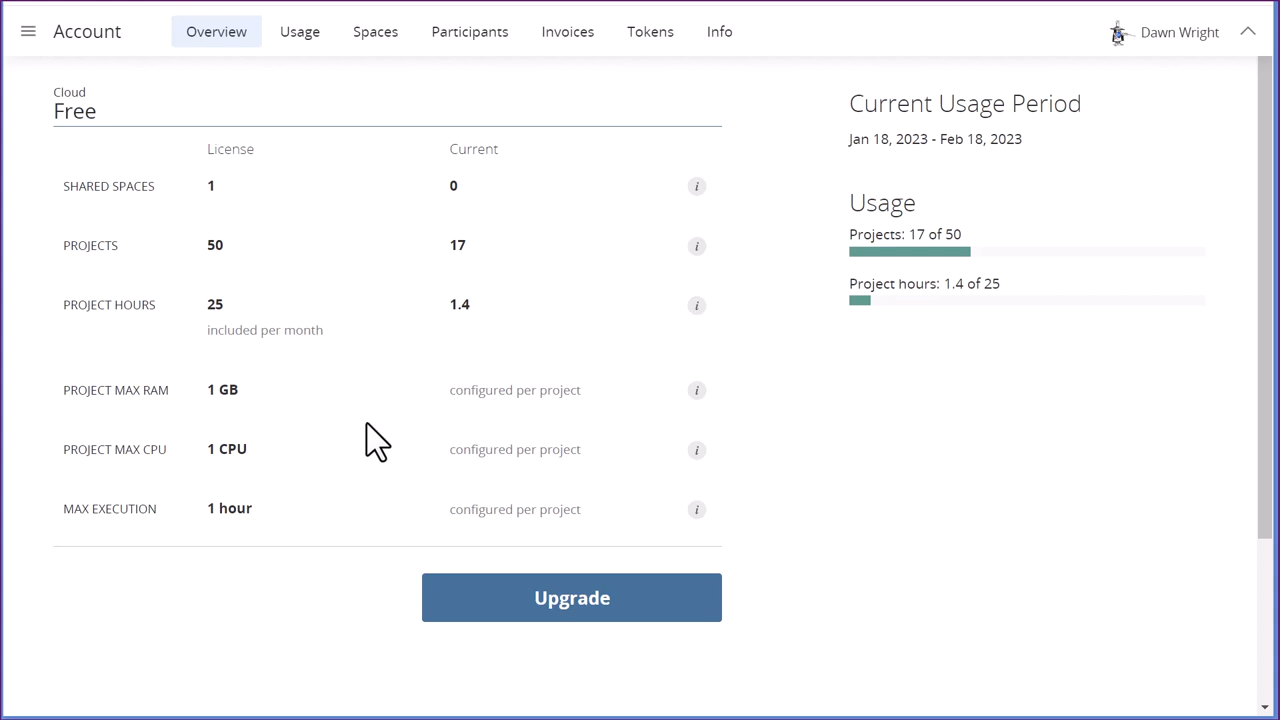 Account Overview Usage Spaces Participants Invoices Tokens Info Dawn Wright
Cloud
Free
License Current
SHARED SPACES 1 0 i
PROJECTS 50 17 i
PROJECT HOURS 25 1.4 i
included per month
PROJECT MAX RAM 1 GB configured per project i
PROJECT MAX CPU 1 CPU configured per project i
MAX EXECUTION 1 hour configured per project i
Upgrade
Current Usage Period
Jan 18, 2023 - Feb 18, 2023
Usage
Projects: 17 of 50
Project hours: 1.4 of 25